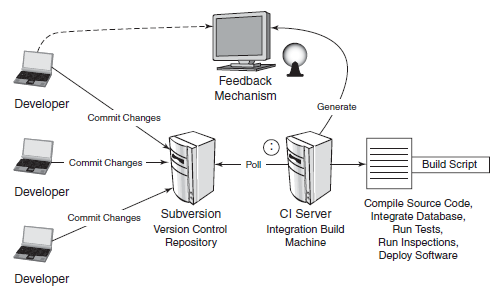 Feedback
Mechanism
Developer
Commit Changes
Generate
Commit Changes
Poll
:
Build Script
Developer
Commit Changes
Subversion
Version Control
Repository
CI Server
Integration Build
Machine
Compile Source Code,
Integrate Database,
Run Tests,
Run Inspections,
Deploy Software
Developer